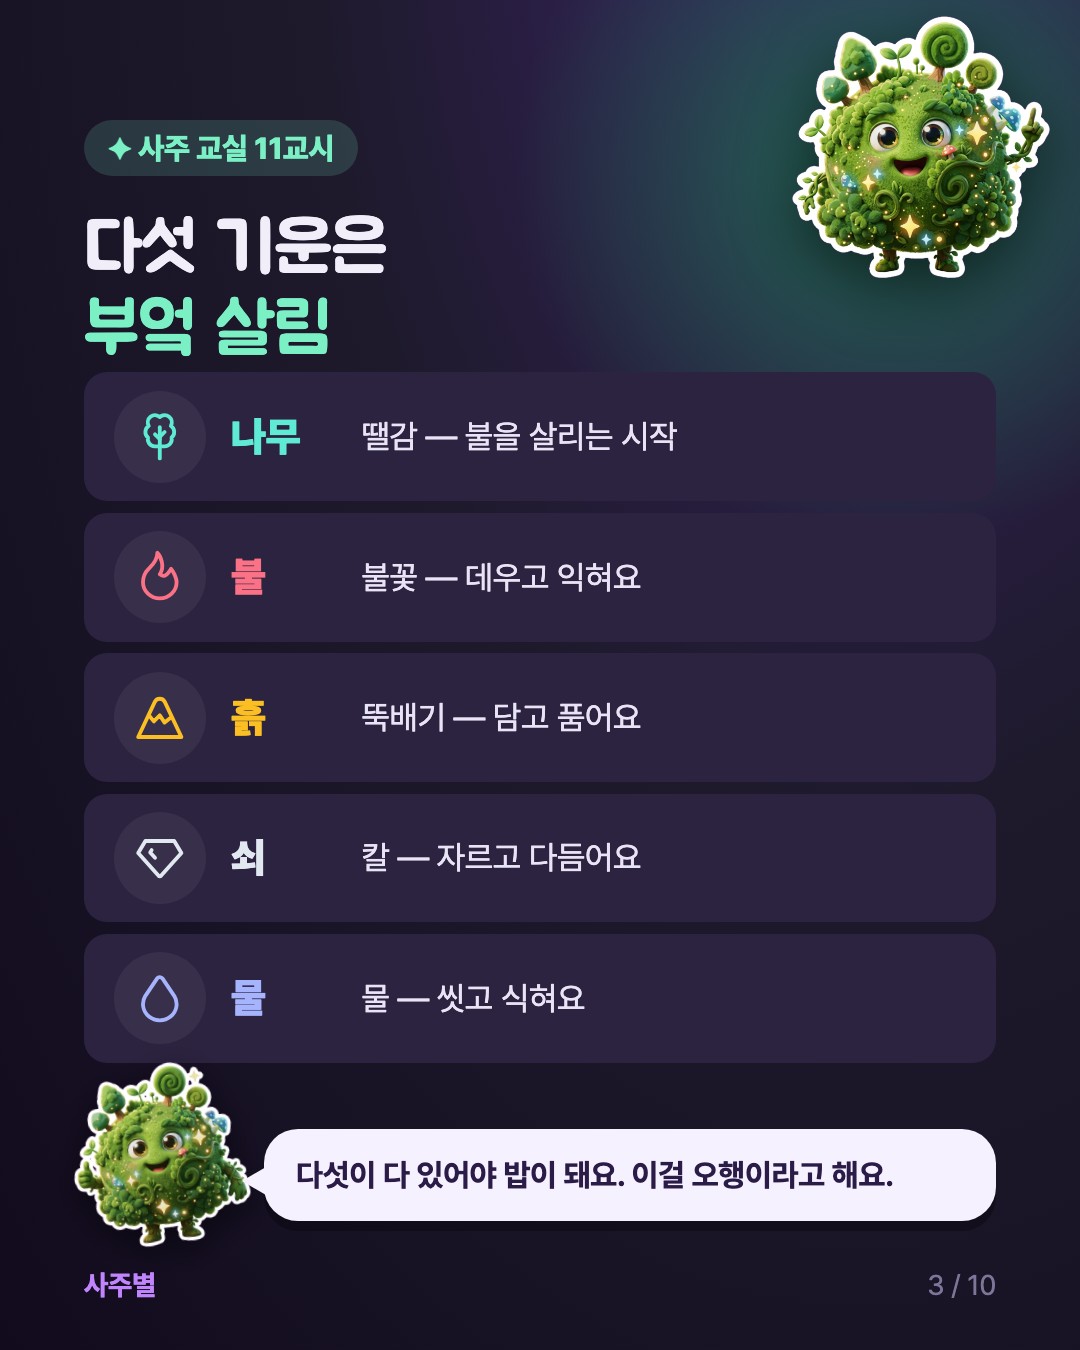 ✦ 사주 교실 11교시
다섯 기운은
부엌 살림
나무 땔감 — 불을 살리는 시작
불 불꽃 — 데우고 익혀요
흙 뚝배기 — 담고 품어요
쇠 칼 — 자르고 다듬어요
물 물 — 씻고 식혀요
다섯이 다 있어야 밥이 돼요. 이걸 오행이라고 해요.
사주별 3 / 10